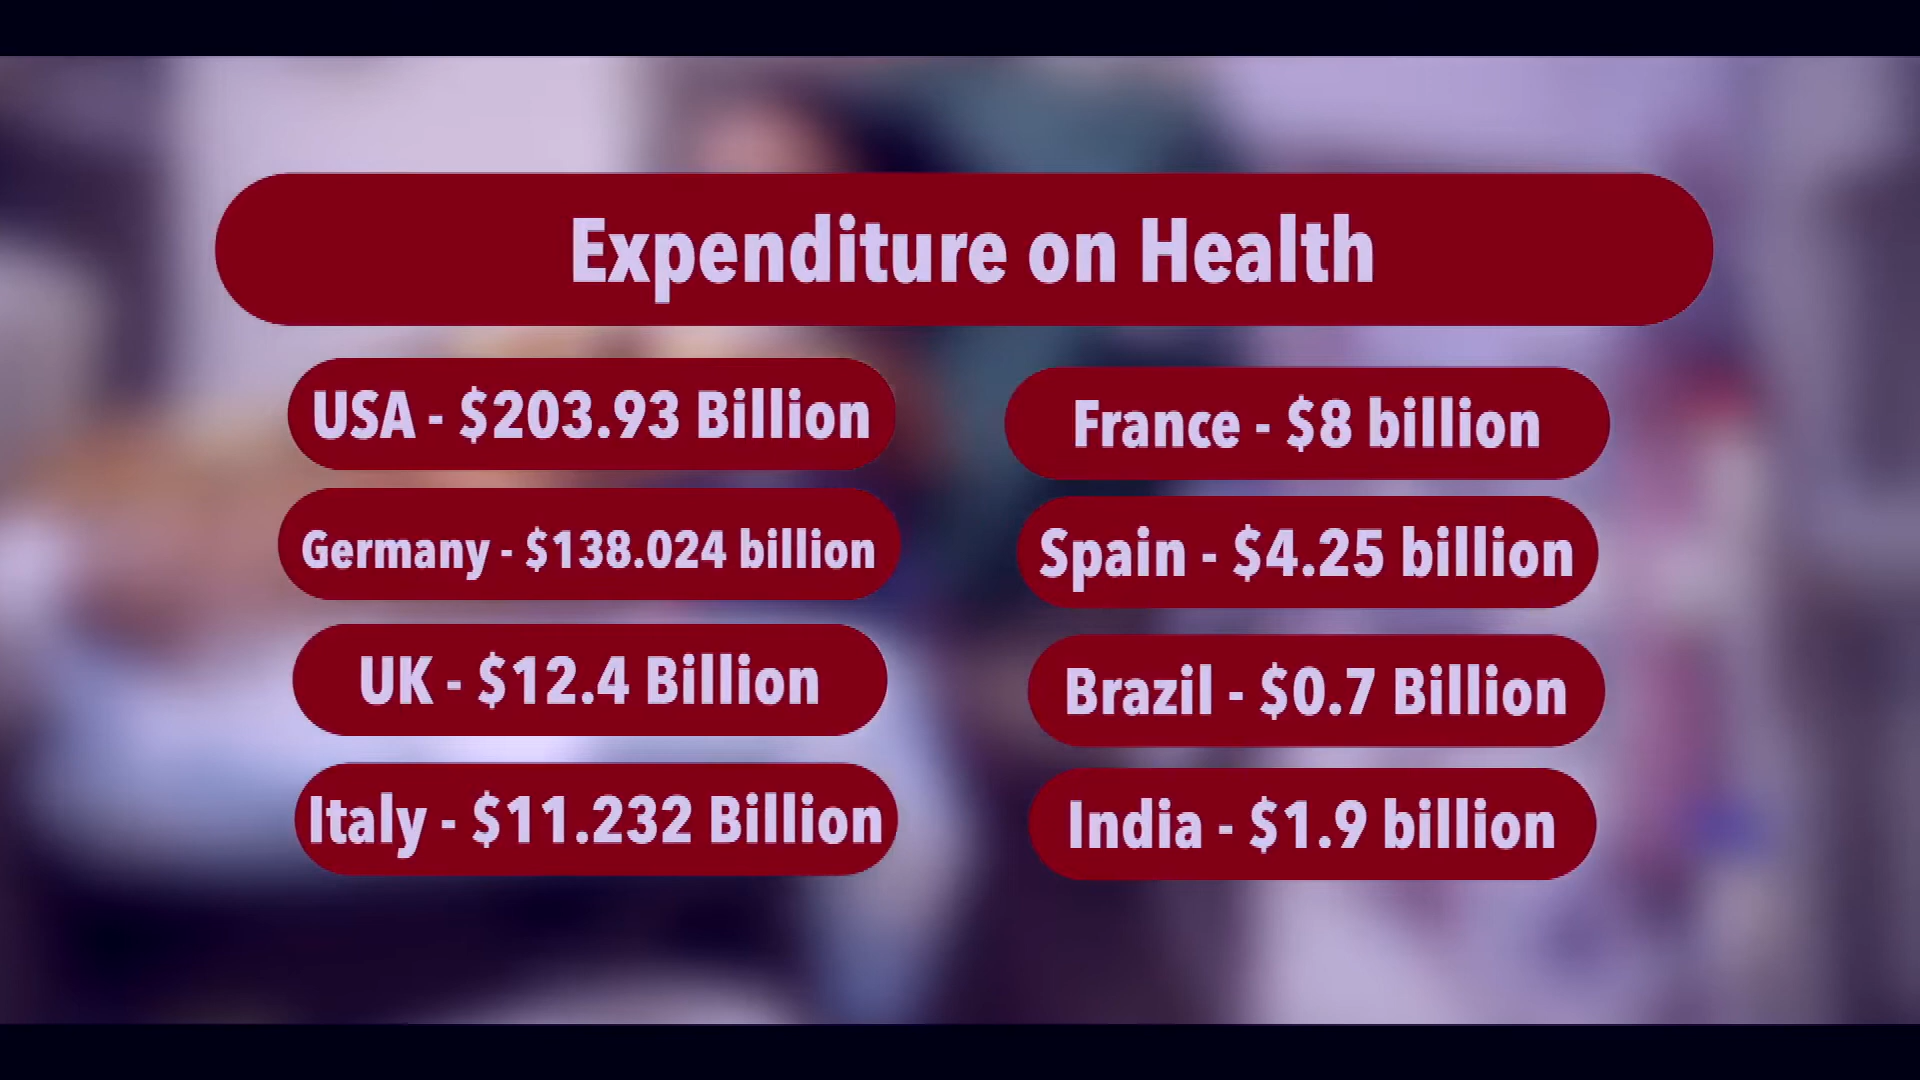 Expenditure on Health
USA - $203.93 Billion
Germany - $138.024 billion
UK - $12.4 Billion
Italy - $11.232 Billion
France - $8 billion
Spain - $4.25 billion
Brazil - $0.7 Billion
India - $1.9 billion